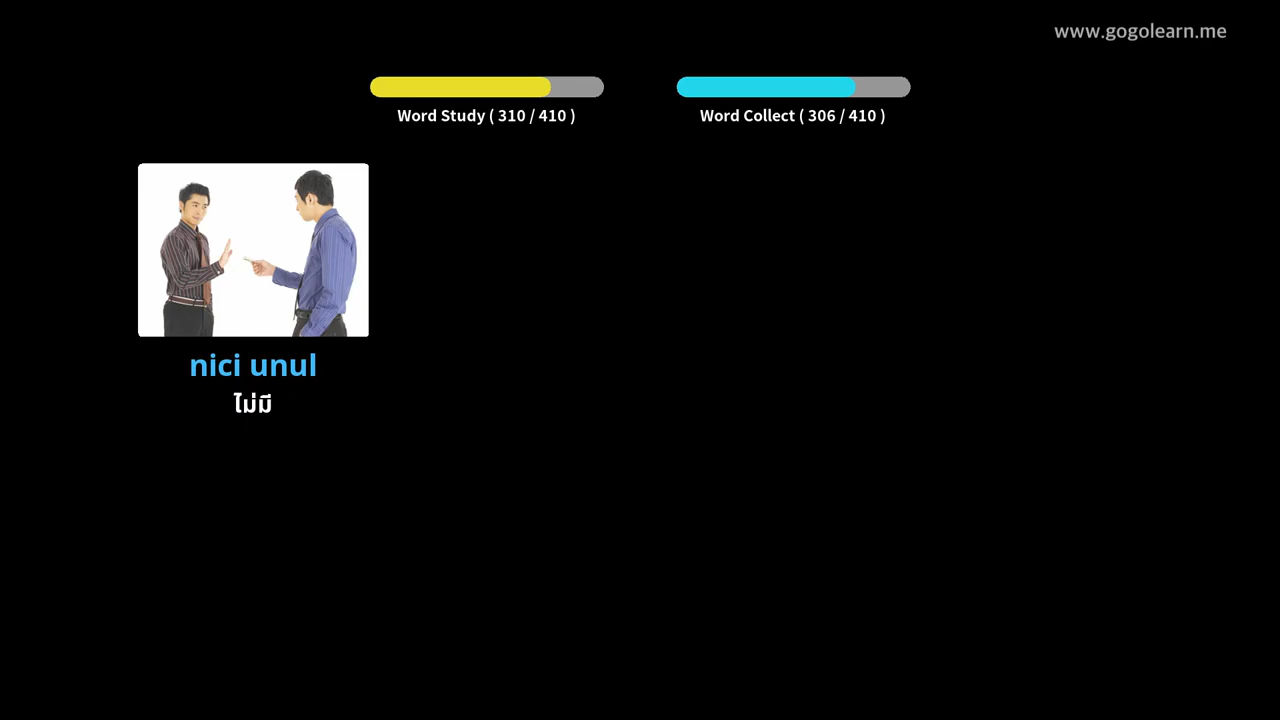 www.gogolearn.me
Word Study ( 310 / 410 )
Word Collect ( 306 / 410 )
nici unul
ไม่มี